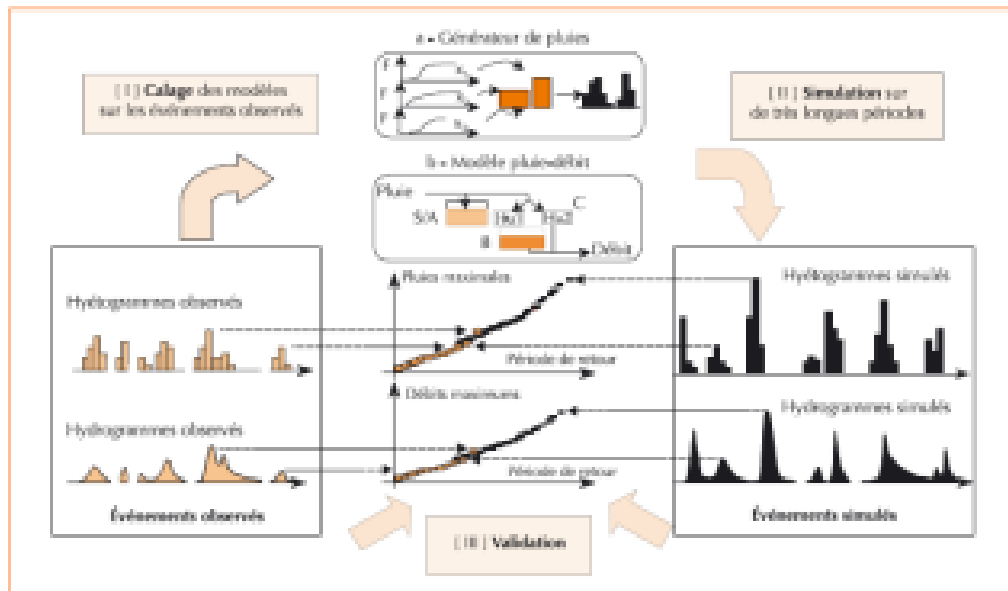 a - Générateur de pluies
[ I ] Calage des modèles
sur les événements observés
[ II ] Simulation sur
de très longues périodes
b - Modèle pluie-débit
Pluie
S/A
C
B
Débit
Pluies maximales
Hyétogrammes observés
Hyétogrammes simulés
Période de retour
Débits maximums
Hydrogrammes observés
Hydrogrammes simulés
Période de retour
Événements observés
Événements simulés
[ III ] Validation